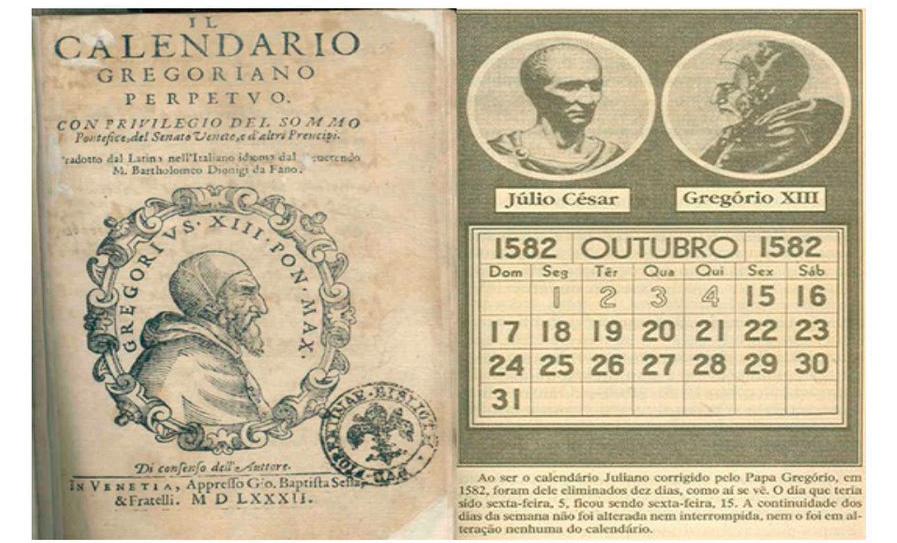 IL
CALENDARIO
GREGORIANO
PERPETVO.
CON PRIVILEGIO DEL SOMMO
Pontefice, del Senato Veneto, e d'altri Prencipi.
radotto dal Latino nell'Italiano idioma dal
M. Bartholomeo Dionigi da Fano.
GREGORIVS · XIII · PON · MAX ·
Di consenso dell'Auttore.
IN VENETIA, Appresso Gio. Baptista Sessa,
& Fratelli. M D LXXXII.
Júlio César
Gregório XIII
1582 OUTUBRO 1582
Dom Seg Têr Qua Qui Sex Sáb
1 2 3 4 15 16
17 18 19 20 21 22 23
24 25 26 27 28 29 30
31
Ao ser o calendário Juliano corrigido pelo Papa Gregório, em
1582, foram dele eliminados dez dias, como aí se vê. O dia que teria
sido sexta-feira, 5, ficou sendo sexta-feira, 15. A continuidade dos
dias da semana não foi alterada nem interrompida, nem o foi em al-
teração nenhuma do calendário.